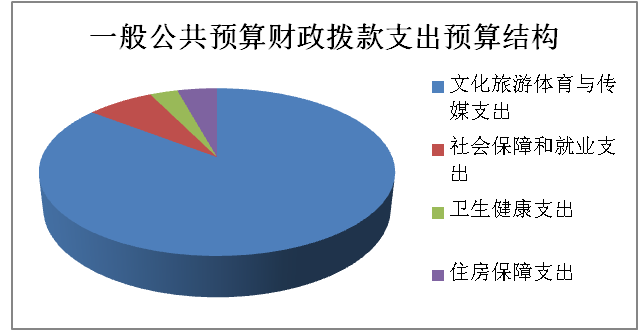 一般公共预算财政拨款支出预算结构
文化旅游体育与传
媒支出
社会保障和就业支
出
卫生健康支出
住房保障支出